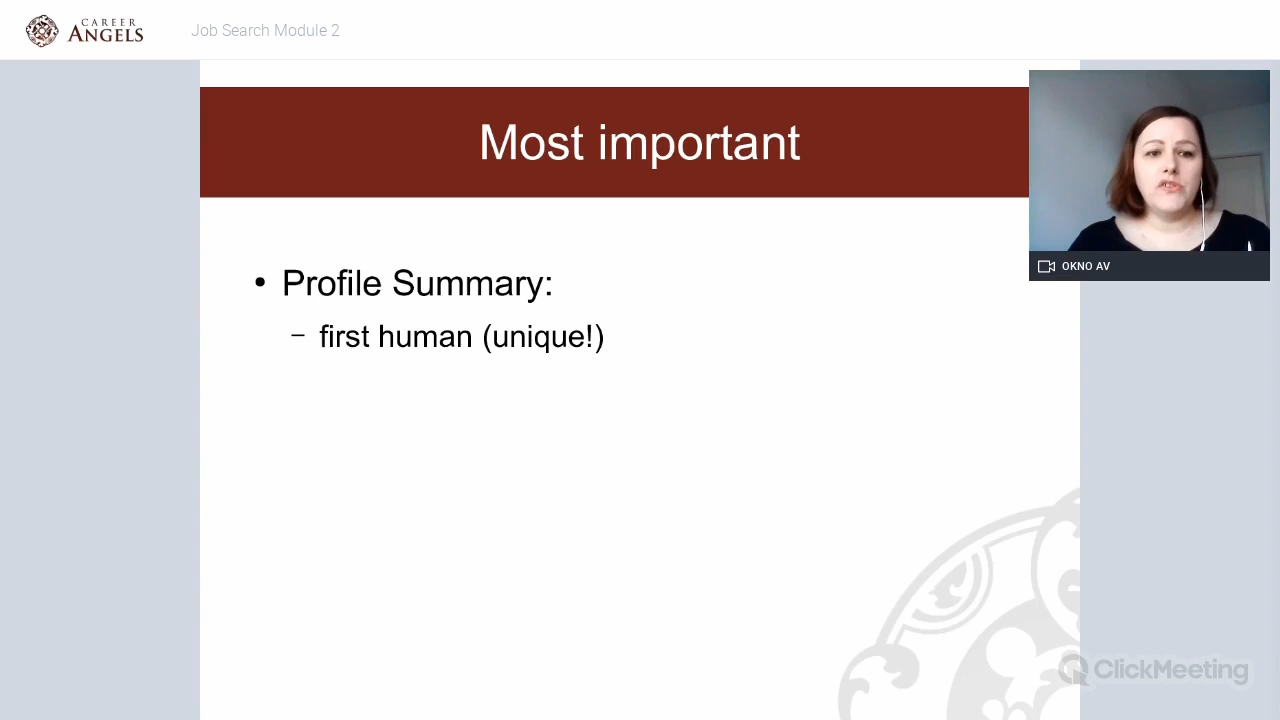 CAREER
ANGELS
Job Search Module 2
Most important
OKNO AV
• Profile Summary:
– first human (unique!)
ClickMeeting